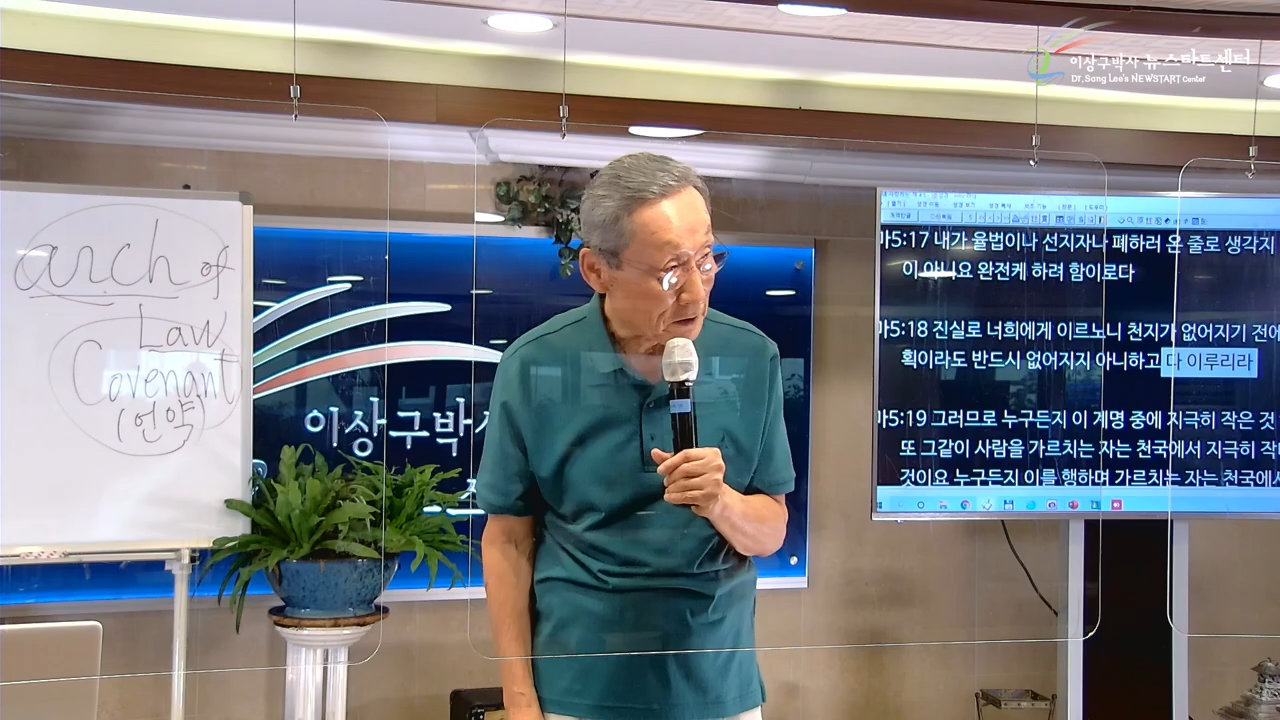 이상구박사 뉴스타트센터
Dr. Sang Lee's NEWSTART Center
arch of
Law
Covenant
(언약)
이상구박사
마5:17 내가 율법이나 선지자나 폐하러 온 줄로 생각지
이 아니요 완전케 하려 함이로다
마5:18 진실로 너희에게 이르노니 천지가 없어지기 전에
획이라도 반드시 없어지지 아니하고 다 이루리라
마5:19 그러므로 누구든지 이 계명 중에 지극히 작은 것
또 그같이 사람을 가르치는 자는 천국에서 지극히 작
것이요 누구든지 이를 행하며 가르치는 자는 천국에서